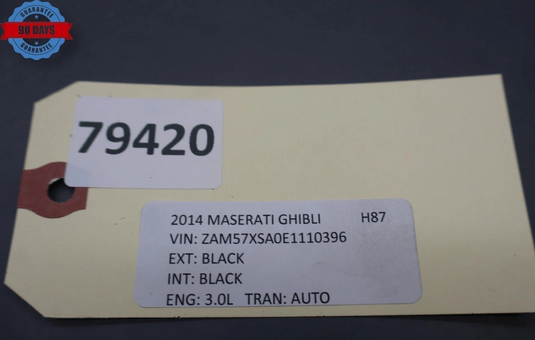 GUARANTEE
90 DAYS
GUARANTEE
79420
2014 MASERATI GHIBLI H87
VIN: ZAM57XSA0E1110396
EXT: BLACK
INT: BLACK
ENG: 3.0L TRAN: AUTO